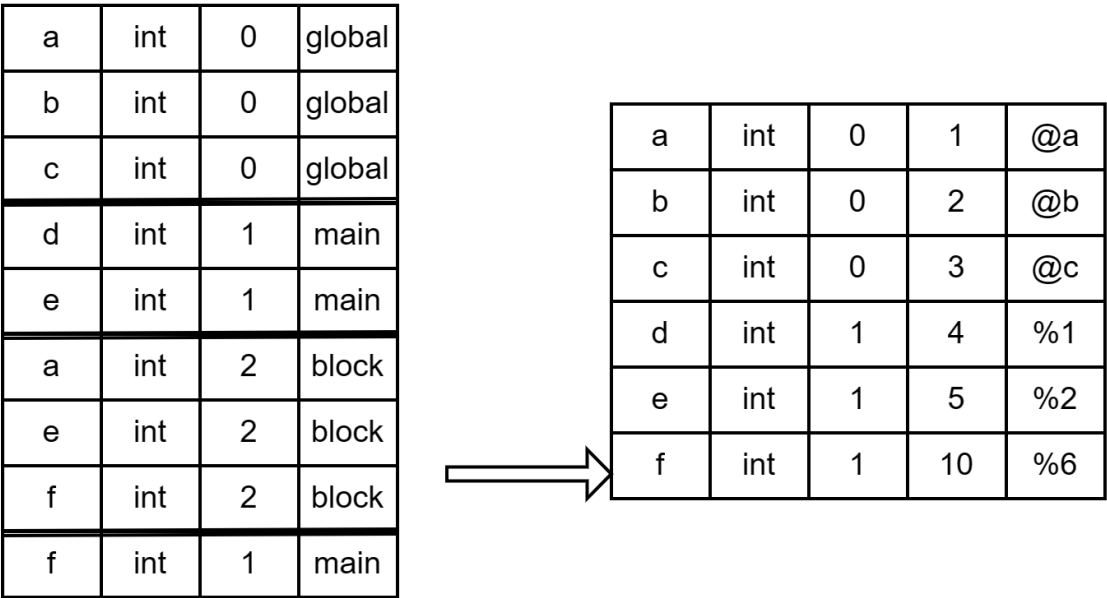 a int 0 global
b int 0 global
c int 0 global
d int 1 main
e int 1 main
a int 2 block
e int 2 block
f int 2 block
f int 1 main
a int 0 1 @a
b int 0 2 @b
c int 0 3 @c
d int 1 4 %1
e int 1 5 %2
f int 1 10 %6